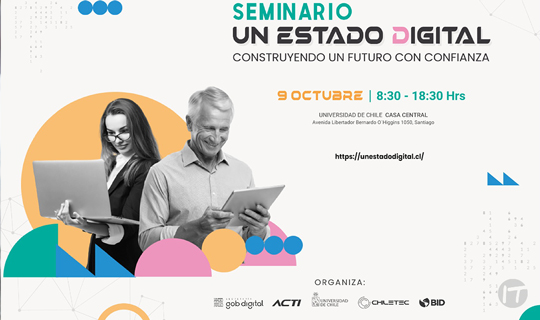 SEMINARIO
UN ESTADO DIGITAL
CONSTRUYENDO UN FUTURO CON CONFIANZA
9 OCTUBRE | 8:30 - 18:30 Hrs
UNIVERSIDAD DE CHILE CASA CENTRAL
Avenida Libertador Bernardo O'Higgins 1050, Santiago
https://unestadodigital.cl/
ORGANIZA:
gob digital
ACTI
UNIVERSIDAD DE CHILE
CHILETEC
BID
IT